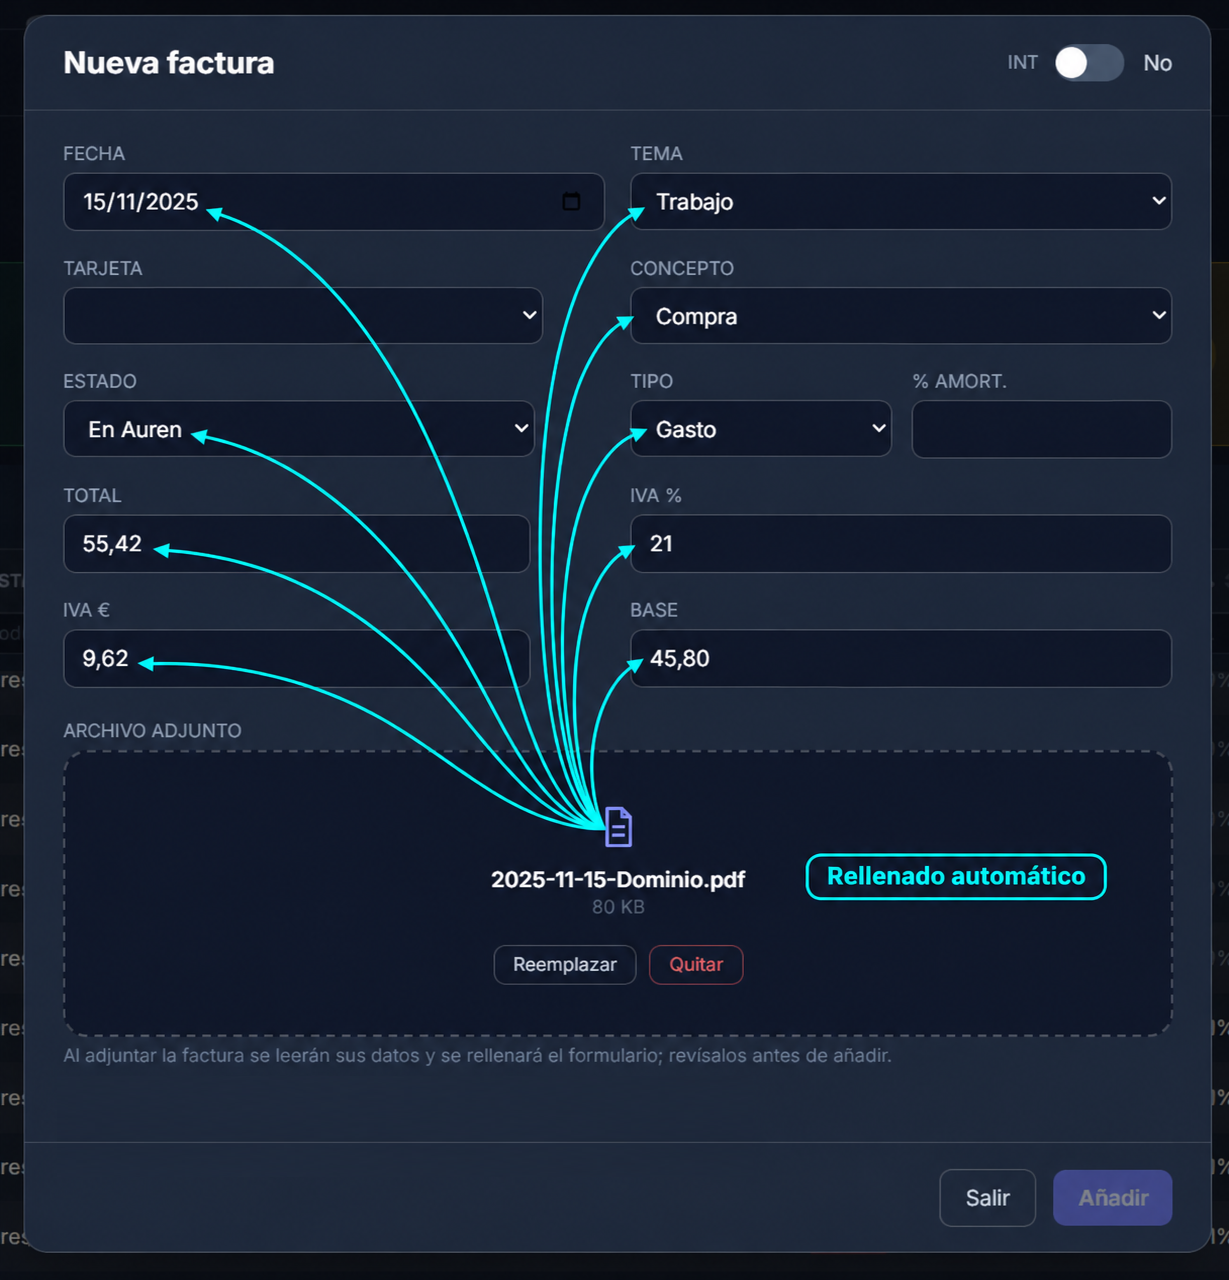 Nueva factura
INT No
FECHA
15/11/2025
TEMA
Trabajo
TARJETA
CONCEPTO
Compra
ESTADO
En Auren
TIPO
Gasto
% AMORT.
TOTAL
55,42
IVA %
21
IVA €
9,62
BASE
45,80
ARCHIVO ADJUNTO
2025-11-15-Dominio.pdf
80 KB
Rellenado automático
Reemplazar
Quitar
Al adjuntar la factura se leerán sus datos y se rellenará el formulario; revísalos antes de añadir.
Salir
Añadir